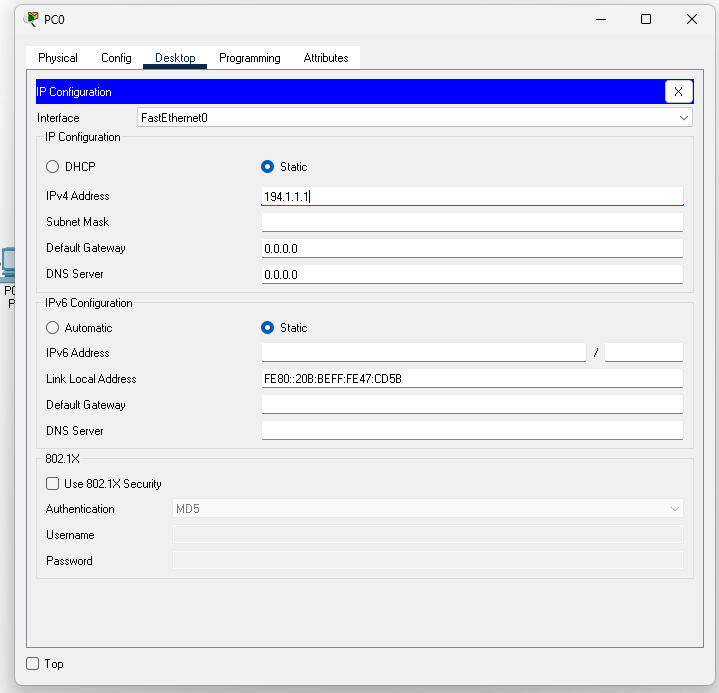 PC0
Physical Config Desktop Programming Attributes
IP Configuration X
Interface FastEthernet0
IP Configuration
DHCP Static
IPv4 Address 194.1.1.1
Subnet Mask
Default Gateway 0.0.0.0
DNS Server 0.0.0.0
IPv6 Configuration
Automatic Static
IPv6 Address /
Link Local Address FE80::20B:BEFF:FE47:CD5B
Default Gateway
DNS Server
802.1X
Use 802.1X Security
Authentication MD5
Username
Password
Top
PC
P